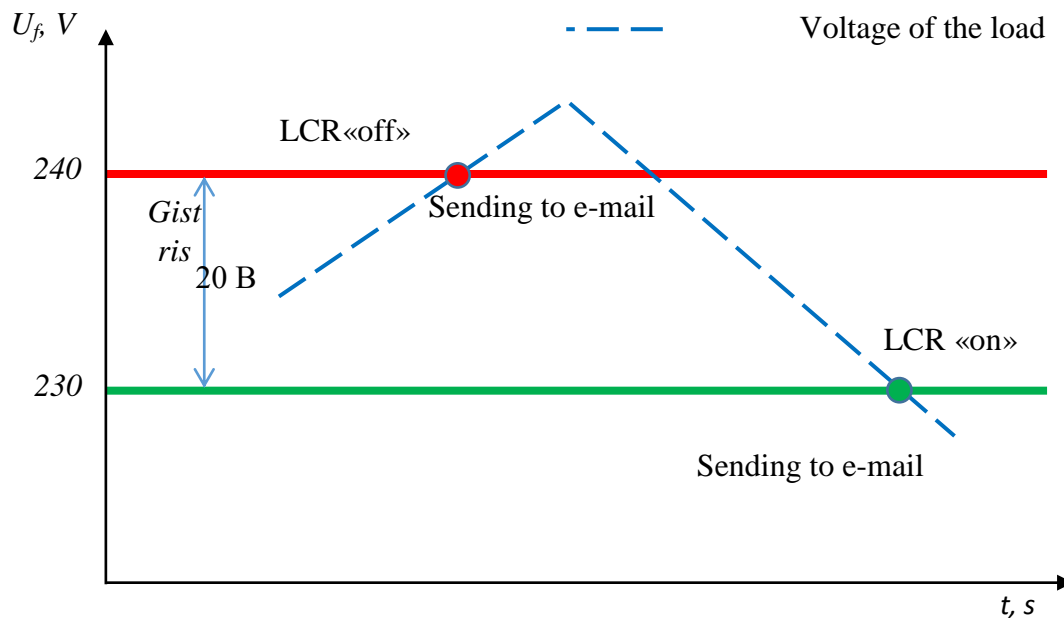 U_f, V
Voltage of the load
LCR«off»
240
Sending to e-mail
Gist
ris
20 B
LCR «on»
230
Sending to e-mail
t, s